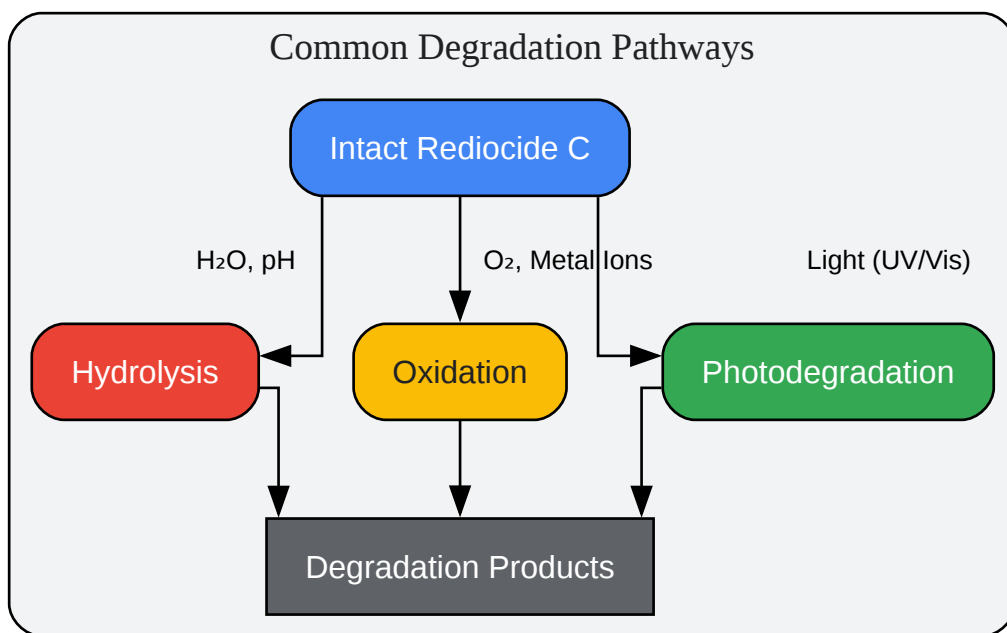 Common Degradation Pathways
Intact Rediocide C
H₂O, pH
O₂, Metal Ions
Light (UV/Vis)
Hydrolysis
Oxidation
Photodegradation
Degradation Products